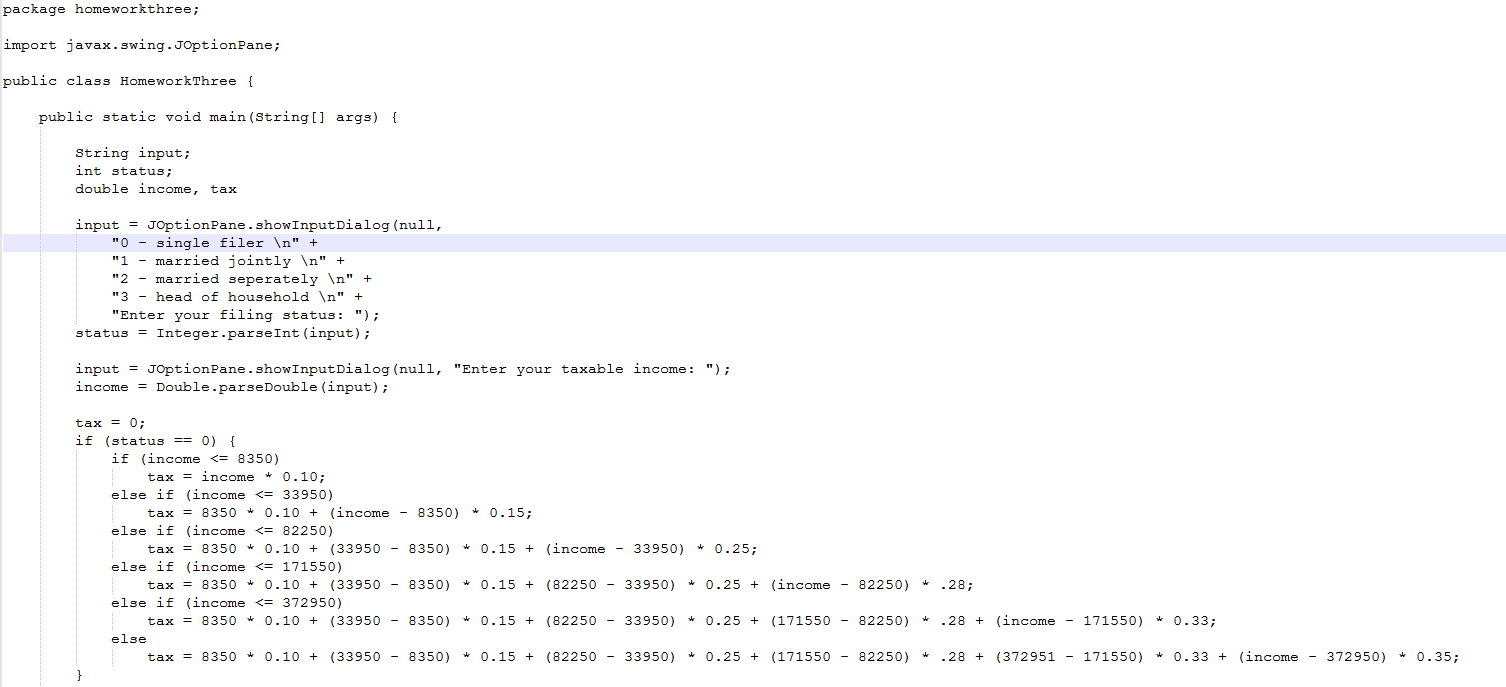 package homeworkthree;
import javax.swing.JOptionPane;
public class HomeworkThree {
public static void main(String[] args) {
String input;
int status;
double income, tax
input = JOptionPane.showInputDialog(null,
"0 - single filer \n" +
"1 - married jointly \n" +
"2 - married seperately \n" +
"3 - head of household \n" +
"Enter your filing status: ");
status = Integer.parseInt(input);
input = JOptionPane.showInputDialog(null, "Enter your taxable income: ");
income = Double.parseDouble(input);
tax = 0;
if (status == 0) {
if (income <= 8350)
tax = income * 0.10;
else if (income <= 33950)
tax = 8350 * 0.10 + (income - 8350) * 0.15;
else if (income <= 82250)
tax = 8350 * 0.10 + (33950 - 8350) * 0.15 + (income - 33950) * 0.25;
else if (income <= 171550)
tax = 8350 * 0.10 + (33950 - 8350) * 0.15 + (82250 - 33950) * 0.25 + (income - 82250) * .28;
else if (income <= 372950)
tax = 8350 * 0.10 + (33950 - 8350) * 0.15 + (82250 - 33950) * 0.25 + (171550 - 82250) * .28 + (income - 171550) * 0.33;
else
tax = 8350 * 0.10 + (33950 - 8350) * 0.15 + (82250 - 33950) * 0.25 + (171550 - 82250) * .28 + (372951 - 171550) * 0.33 + (income - 372950) * 0.35;
}